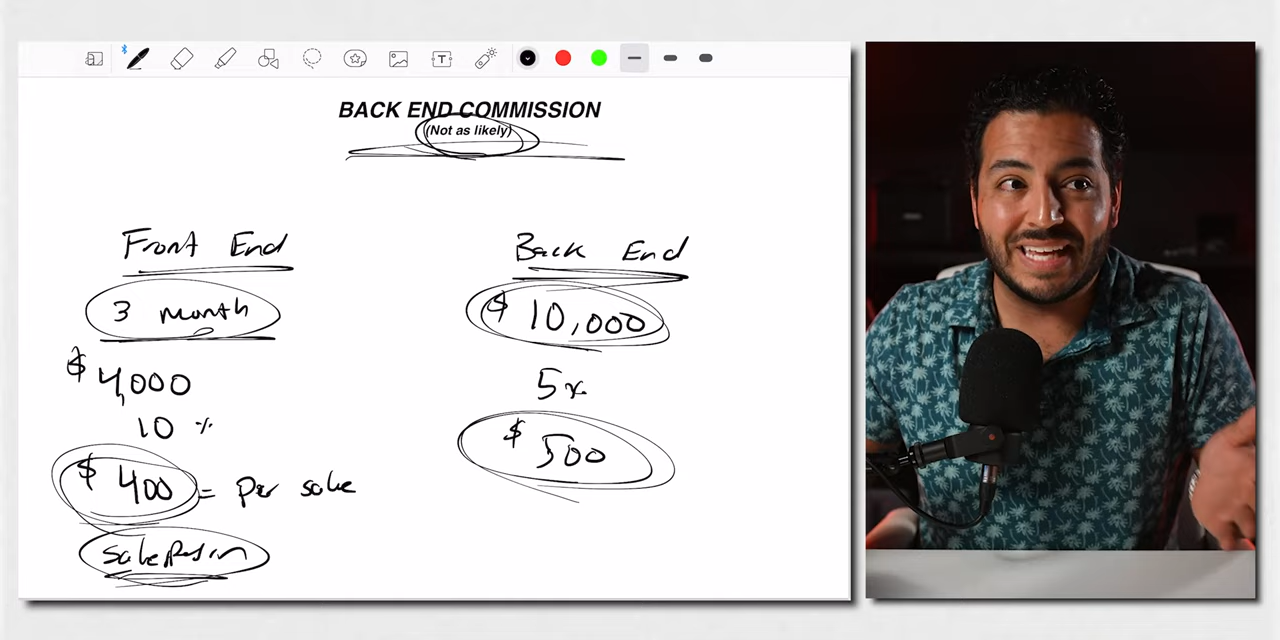 BACK END COMMISSION
(Not as likely)
Front End
3 month
$4,000
10 %
$400 = per sale
salesperson
Back End
$10,000
5%
$500